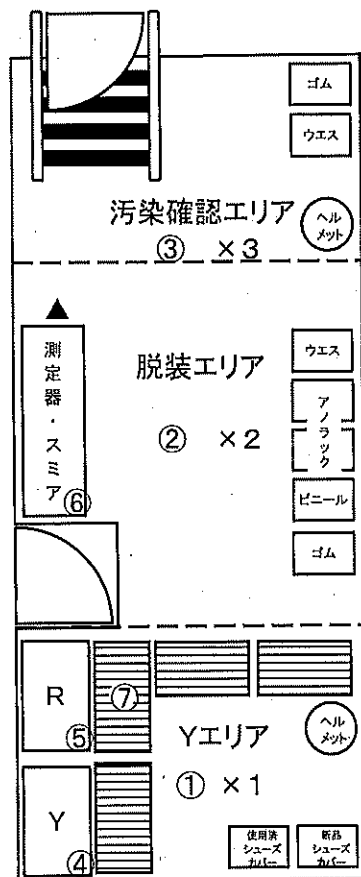 ゴム
ウエス
汚染確認エリア
ヘル
メット
③ ×3
測定器・スミア
⑥
脱装エリア
② ×2
ウエス
アノラック
ビニール
ゴム
R
⑤
⑦
Yエリア
ヘル
メット
① ×1
Y
④
使用済
シューズ
カバー
新品
シューズ
カバー